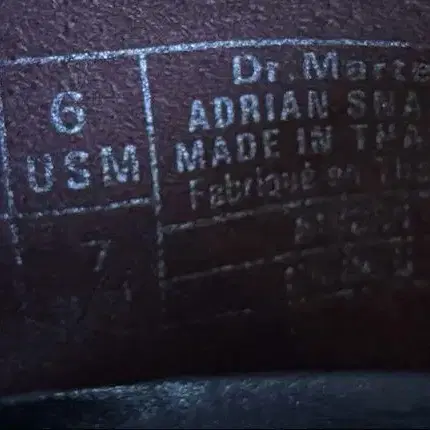 6
USM
Dr. Marte
ADRIAN SNA
MADE IN THA
Fabriqué en Tha
7